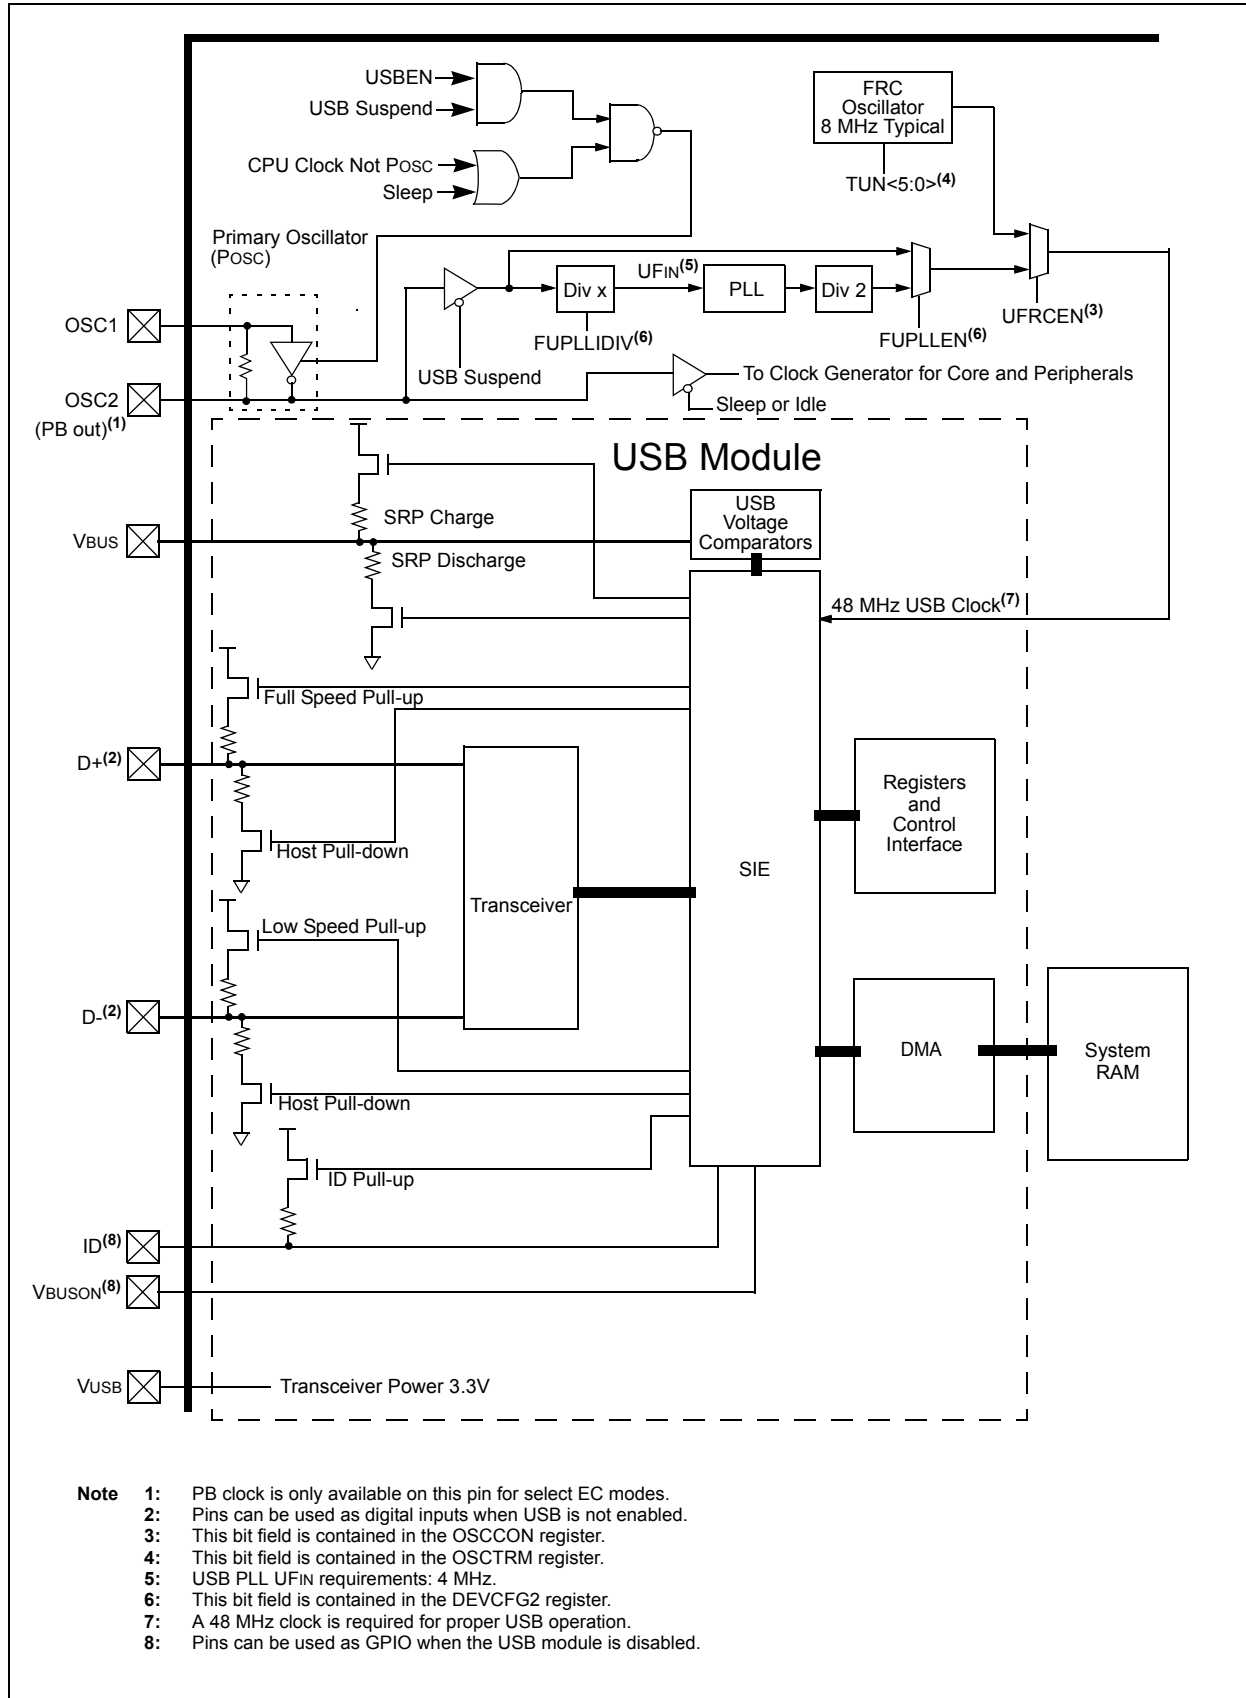 USBEN
USB Suspend
CPU Clock Not POSC
Sleep
FRC
Oscillator
8 MHz Typical
TUN<5:0>(4)
Primary Oscillator
(POSC)
UFIN(5)
Div x
PLL
Div 2
FUPLLIDIV(6)
FUPLLEN(6)
UFRCEN(3)
OSC1
USB Suspend
To Clock Generator for Core and Peripherals
OSC2
(PB out)(1)
Sleep or Idle
USB Module
USB
Voltage
Comparators
SRP Charge
VBUS
SRP Discharge
48 MHz USB Clock(7)
Full Speed Pull-up
D+(2)
Registers
and
Control
Interface
Host Pull-down
SIE
Transceiver
Low Speed Pull-up
D-(2)
DMA
System
RAM
Host Pull-down
ID Pull-up
ID(8)
VBUSON(8)
VUSB
Transceiver Power 3.3V
Note 1: PB clock is only available on this pin for select EC modes.
2: Pins can be used as digital inputs when USB is not enabled.
3: This bit field is contained in the OSCCON register.
4: This bit field is contained in the OSCTRM register.
5: USB PLL UFIN requirements: 4 MHz.
6: This bit field is contained in the DEVCFG2 register.
7: A 48 MHz clock is required for proper USB operation.
8: Pins can be used as GPIO when the USB module is disabled.